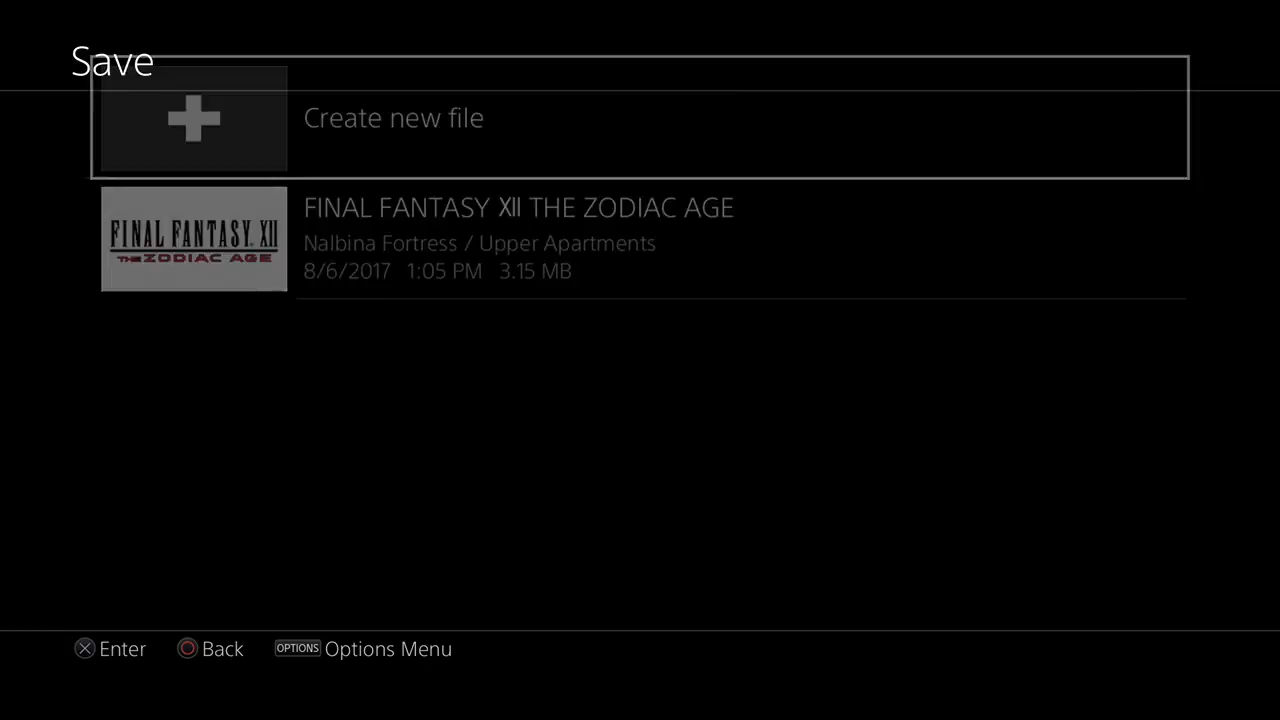 Save
Create new file
FINAL FANTASY XII
THE ZODIAC AGE
FINAL FANTASY XII THE ZODIAC AGE
Nalbina Fortress / Upper Apartments
8/6/2017 1:05 PM 3.15 MB
Enter Back OPTIONS Options Menu